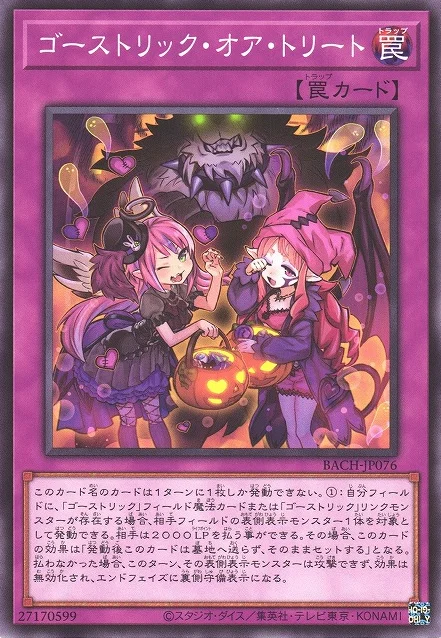 ゴーストリック・オア・トリート
罠
トラップ
【罠カード】
トラップ
BACH-JP076
このカード名のカードは1ターンに1枚しか発動できない。①:自分フィール
ドに、「ゴーストリック」フィールド魔法カードまたは「ゴーストリック」リンクモン
スターが存在する場合、相手フィールドの表側表示モンスター1体を対象と
して発動できる。相手は2000LPを払う事ができる。その場合、このカード
の効果は「発動後このカードは墓地へ送らず、そのままセットする」となる。
払わなかった場合、このターン、その表側表示モンスターは攻撃できず、効果は
無効化され、エンドフェイズに裏側守備表示になる。
27170599
©スタジオ・ダイス/集英社・テレビ東京・KONAMI